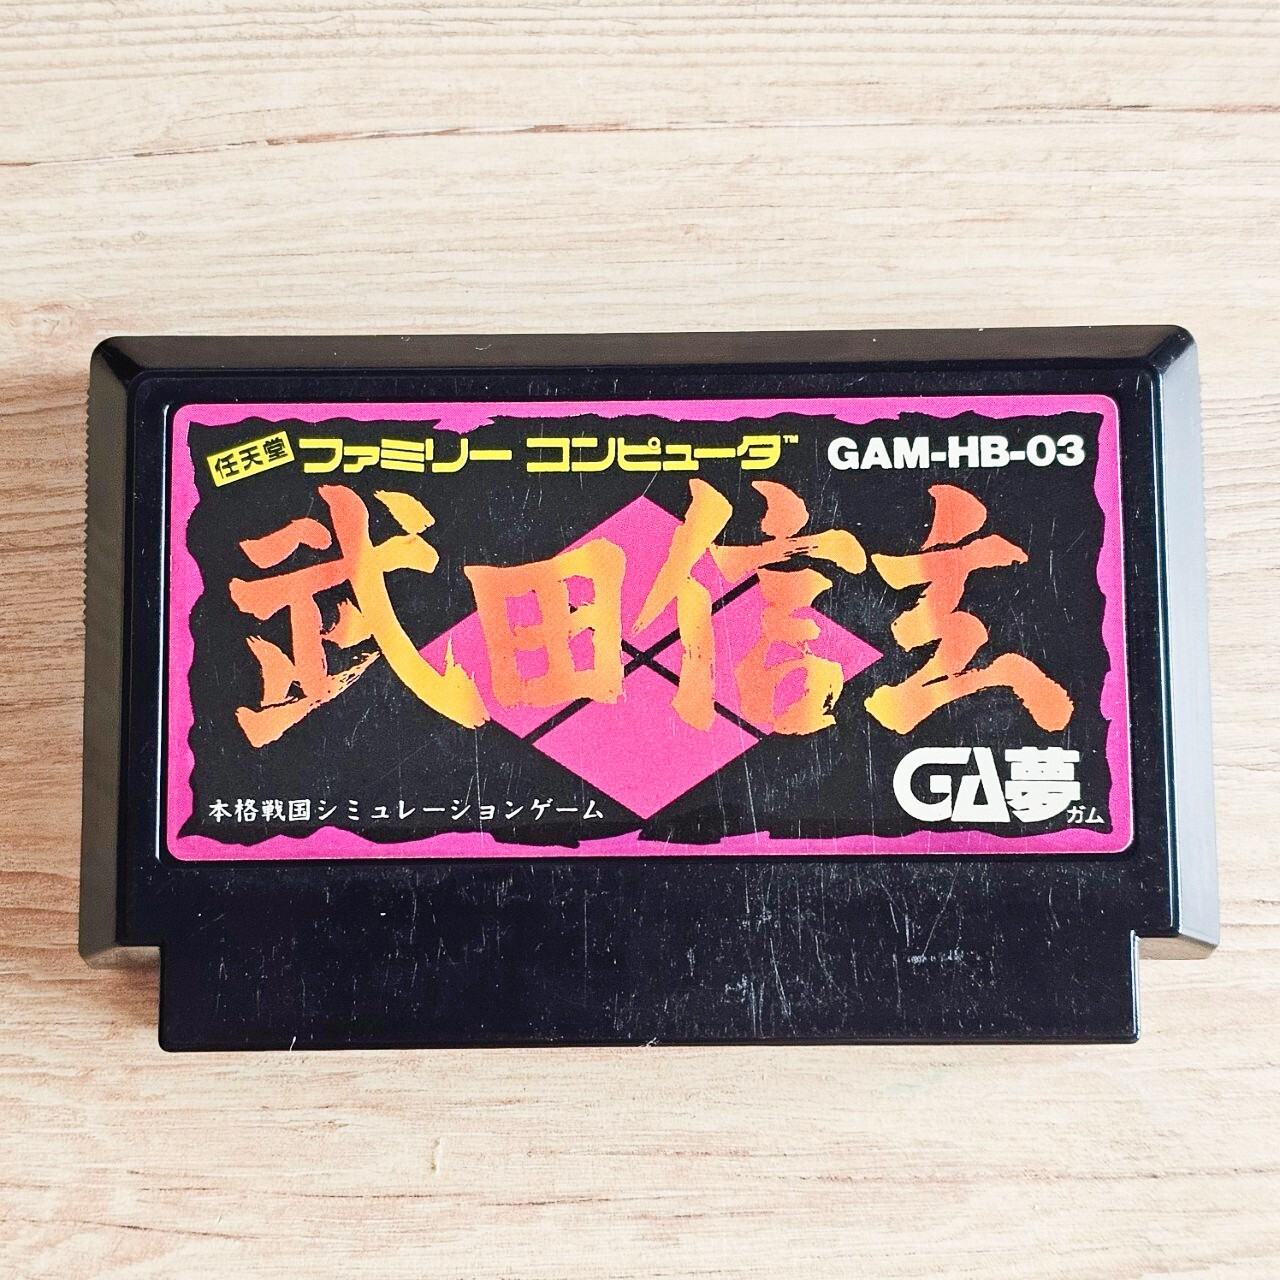 任天堂 ファミリー コンピュータ™ GAM-HB-03
武田信玄
GA夢
ガム
本格戦国シミュレーションゲーム